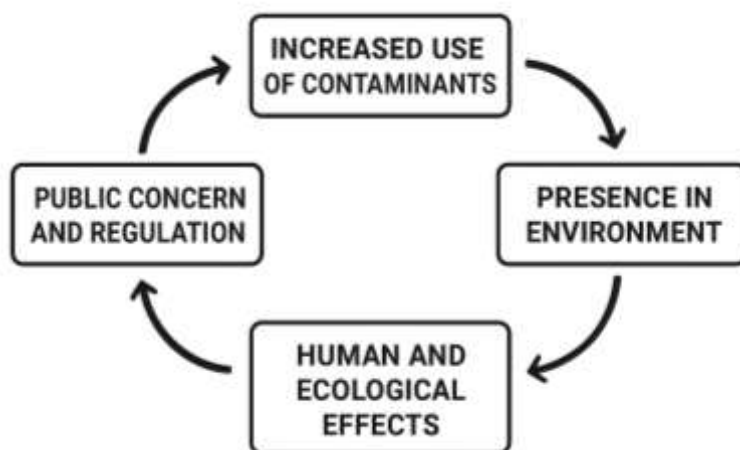 INCREASED USE
OF CONTAMINANTS
PRESENCE IN
ENVIRONMENT
HUMAN AND
ECOLOGICAL
EFFECTS
PUBLIC CONCERN
AND REGULATION